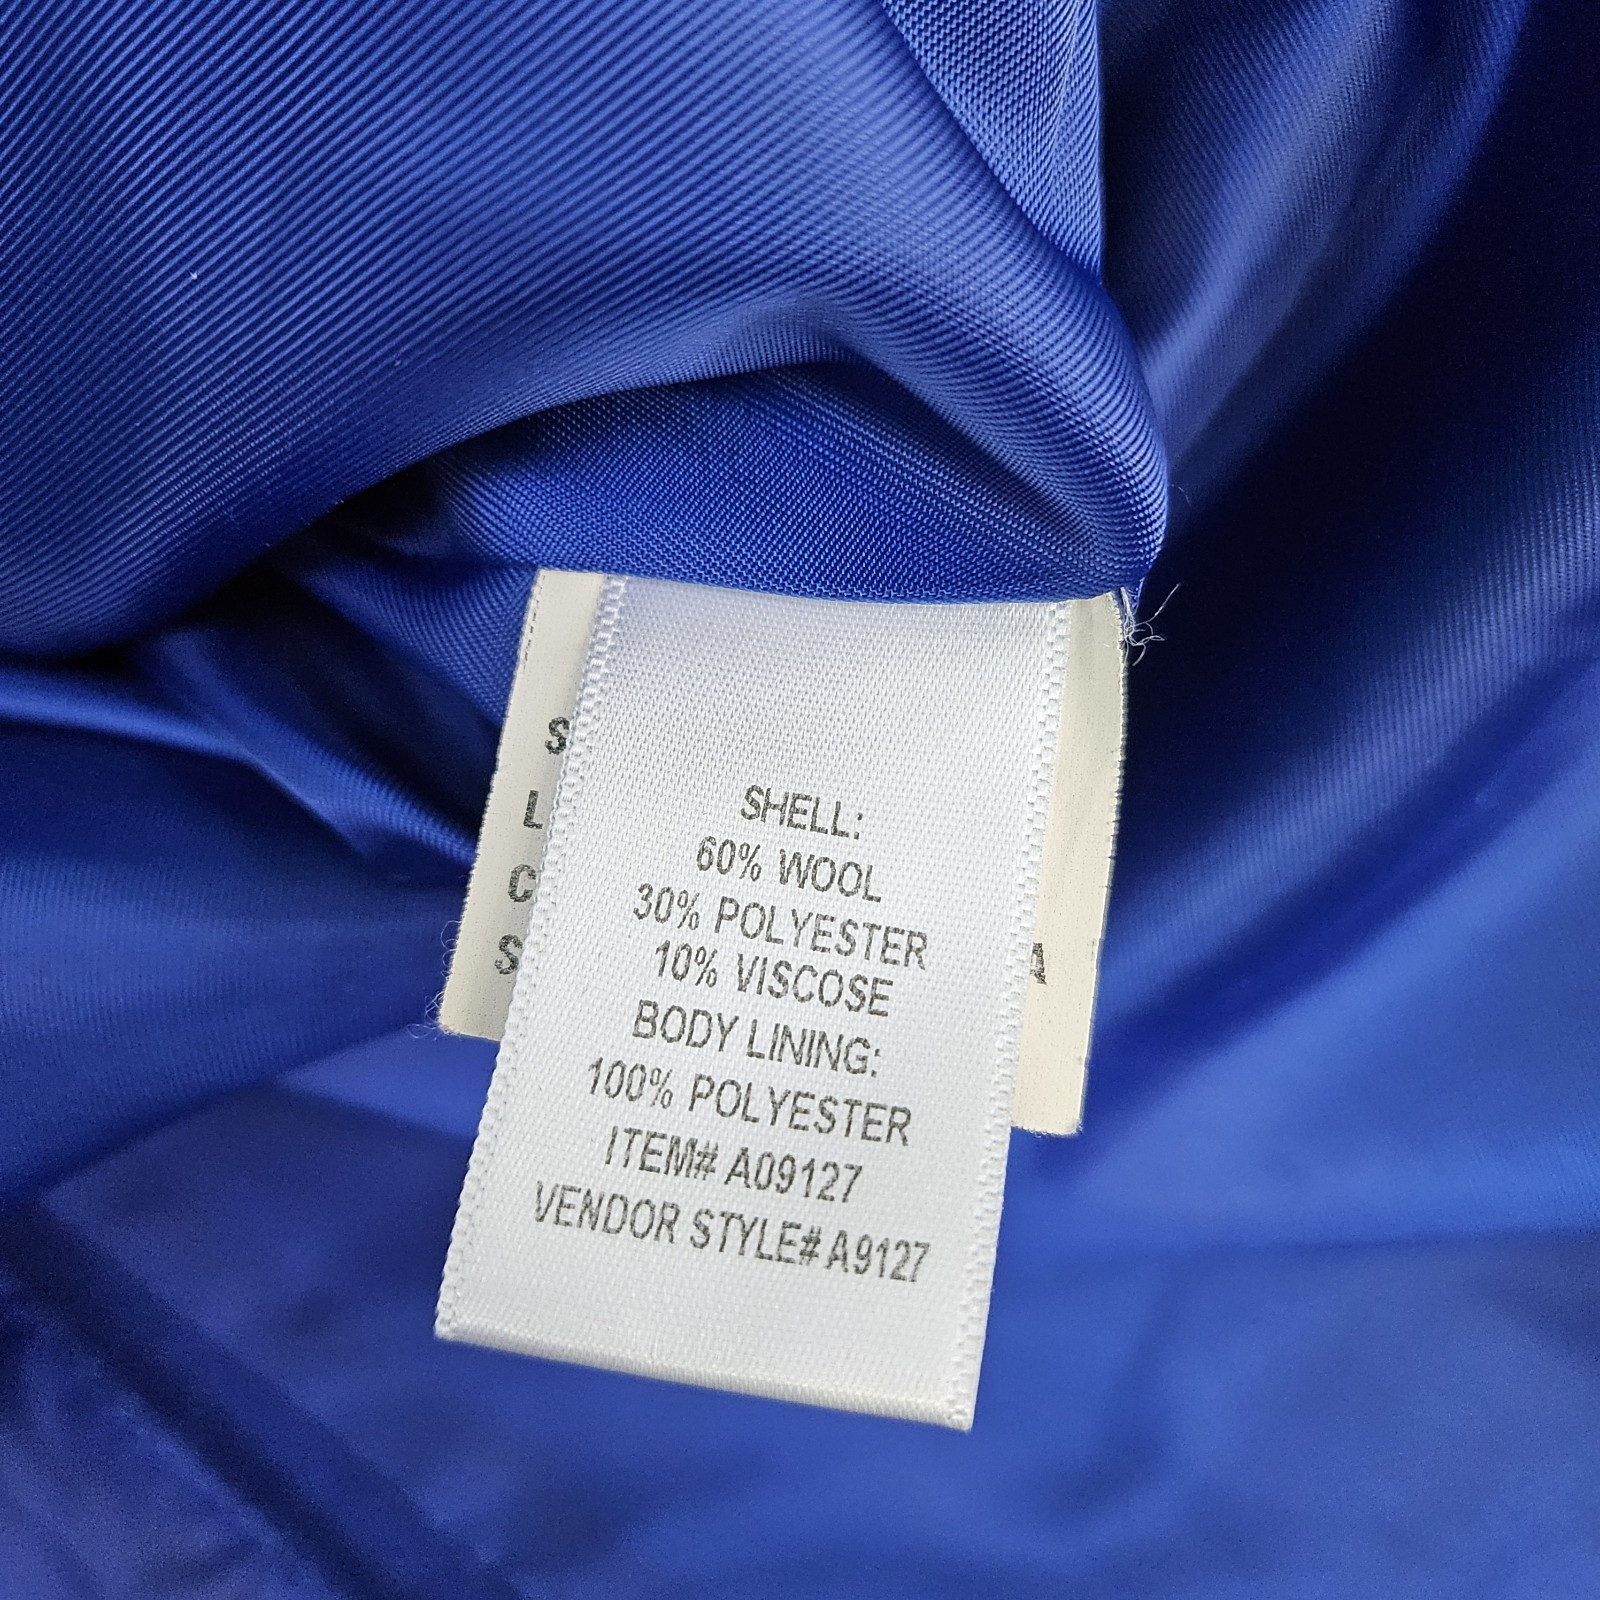 SHELL:
60% WOOL
30% POLYESTER
10% VISCOSE
BODY LINING:
100% POLYESTER
ITEM# A09127
VENDOR STYLE# A9127